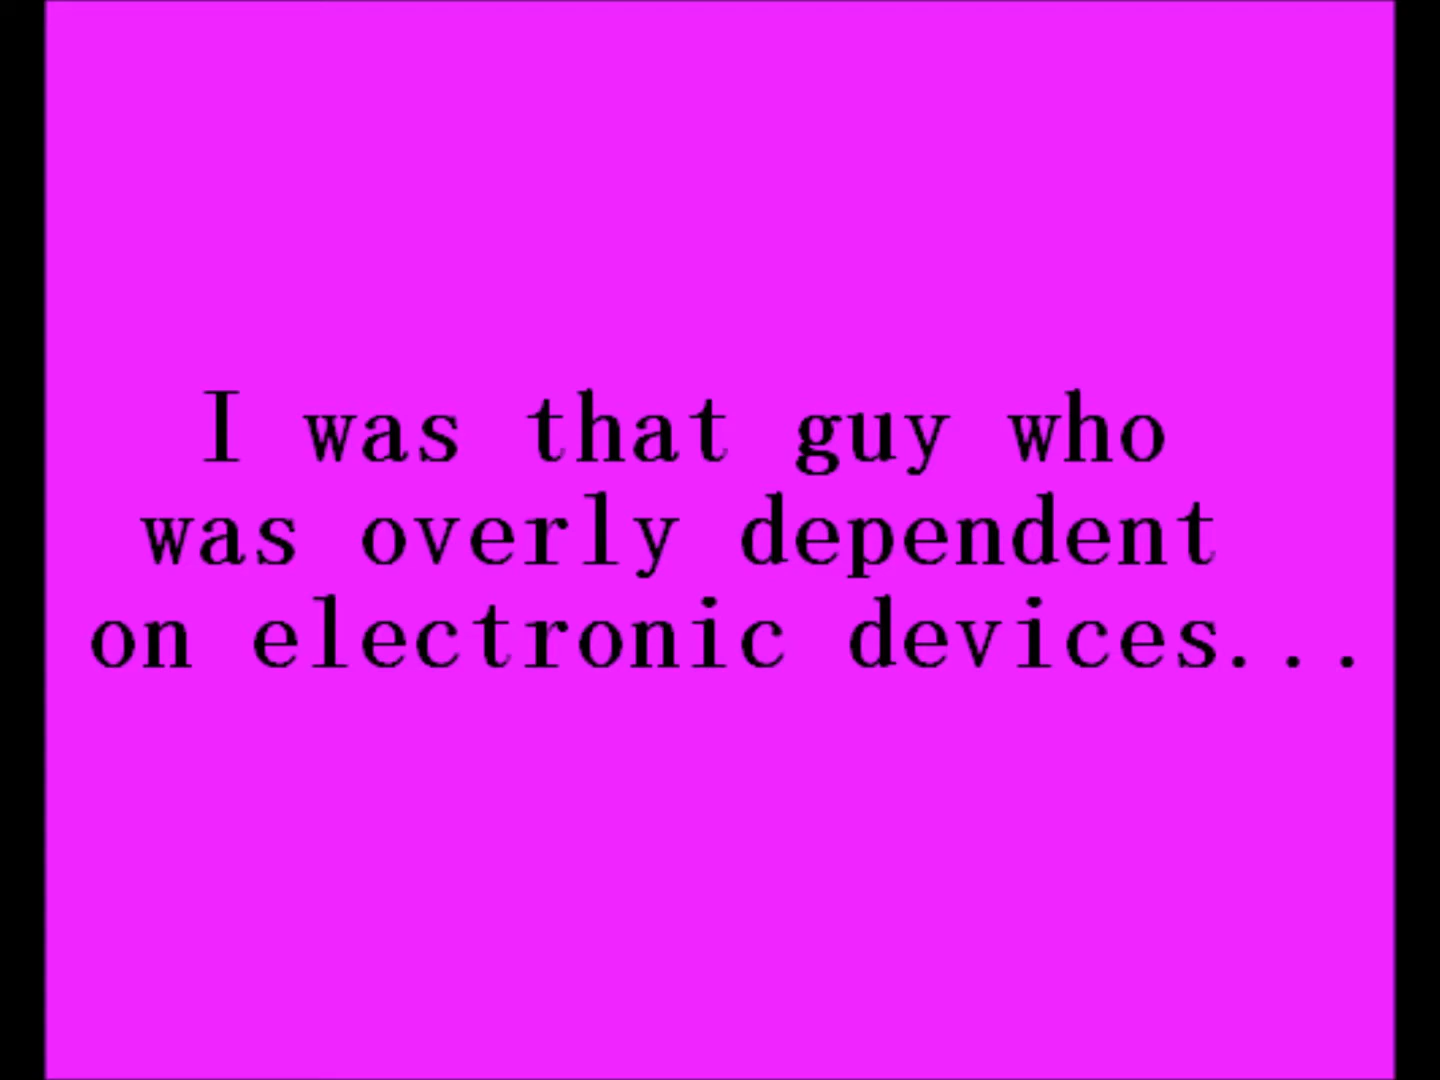 I was that guy who
was overly dependent
on electronic devices...